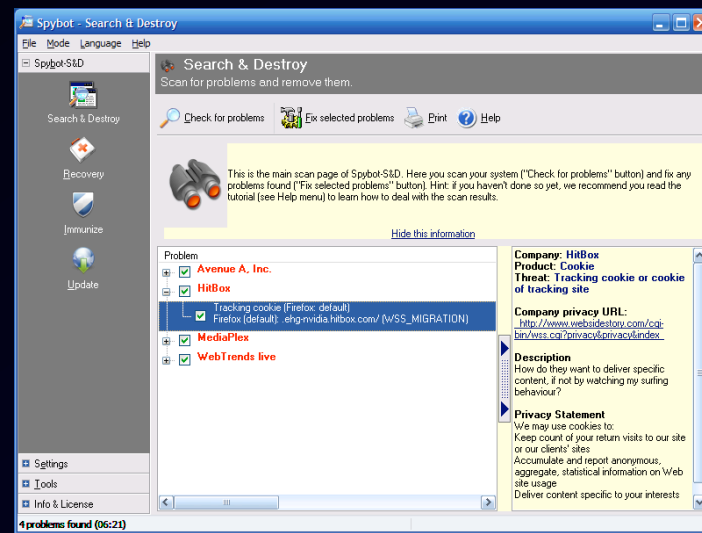 Spybot - Search & Destroy
File Mode Language Help
Spybot-S&D
Search & Destroy
Recovery
Immunize
Update
Settings
Tools
Info & License
Search & Destroy
Scan for problems and remove them.
Check for problems Fix selected problems Print Help
This is the main scan page of Spybot-S&D. Here you scan your system ("Check for problems" button) and fix any
problems found ("Fix selected problems" button). Hint: if you haven't done so yet, we recommend you read the
tutorial (see Help menu) to learn how to deal with the scan results.
Hide this information
Problem
Avenue A, Inc.
HitBox
Tracking cookie (Firefox: default)
Firefox (default): .ehg-nvidia.hitbox.com/ (WSS_MIGRATION)
MediaPlex
WebTrends live
Company: HitBox
Product: Cookie
Threat: Tracking cookie or cookie
of tracking site
Company privacy URL:
http://www.websidestory.com/cgi-
bin/wss.cgi?privacy&privacy&index
Description
How do they want to deliver specific
content, if not by watching my surfing
behaviour?
Privacy Statement
We may use cookies to:
Keep count of your return visits to our site
or our clients' sites
Accumulate and report anonymous,
aggregate, statistical information on Web
site usage
Deliver content specific to your interests
4 problems found (06:21)